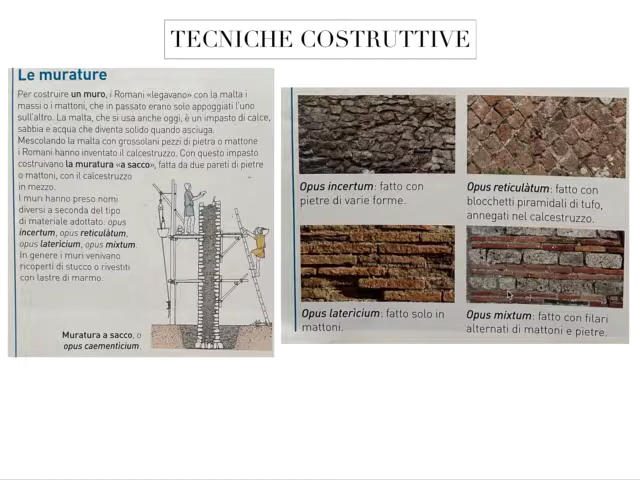 TECNICHE COSTRUTTIVE
Le murature
Per costruire un muro, i Romani «legavano» con la malta i
massi o i mattoni, che in passato erano solo appoggiati l'uno
sull'altro. La malta, che si usa anche oggi, è un impasto di calce,
sabbia e acqua che diventa solido quando asciuga.
Mescolando la malta con grossolani pezzi di pietra o mattone
i Romani hanno inventato il calcestruzzo. Con questo impasto
costruivano la muratura «a sacco», fatta da due pareti di pietre
o mattoni, con il calcestruzzo
in mezzo.
I muri hanno preso nomi
diversi a seconda del tipo
di materiale adottato: opus
incertum, opus reticulàtum,
opus laterìcium, opus mixtum.
In genere i muri venivano
ricoperti di stucco o rivestiti
con lastre di marmo.
Muratura a sacco, o
opus caementicium.
Opus incertum: fatto con
pietre di varie forme.
Opus reticulàtum: fatto con
blocchetti piramidali di tufo,
annegati nel calcestruzzo.
Opus laterìcium: fatto solo in
mattoni.
Opus mixtum: fatto con filari
alternati di mattoni e pietre.